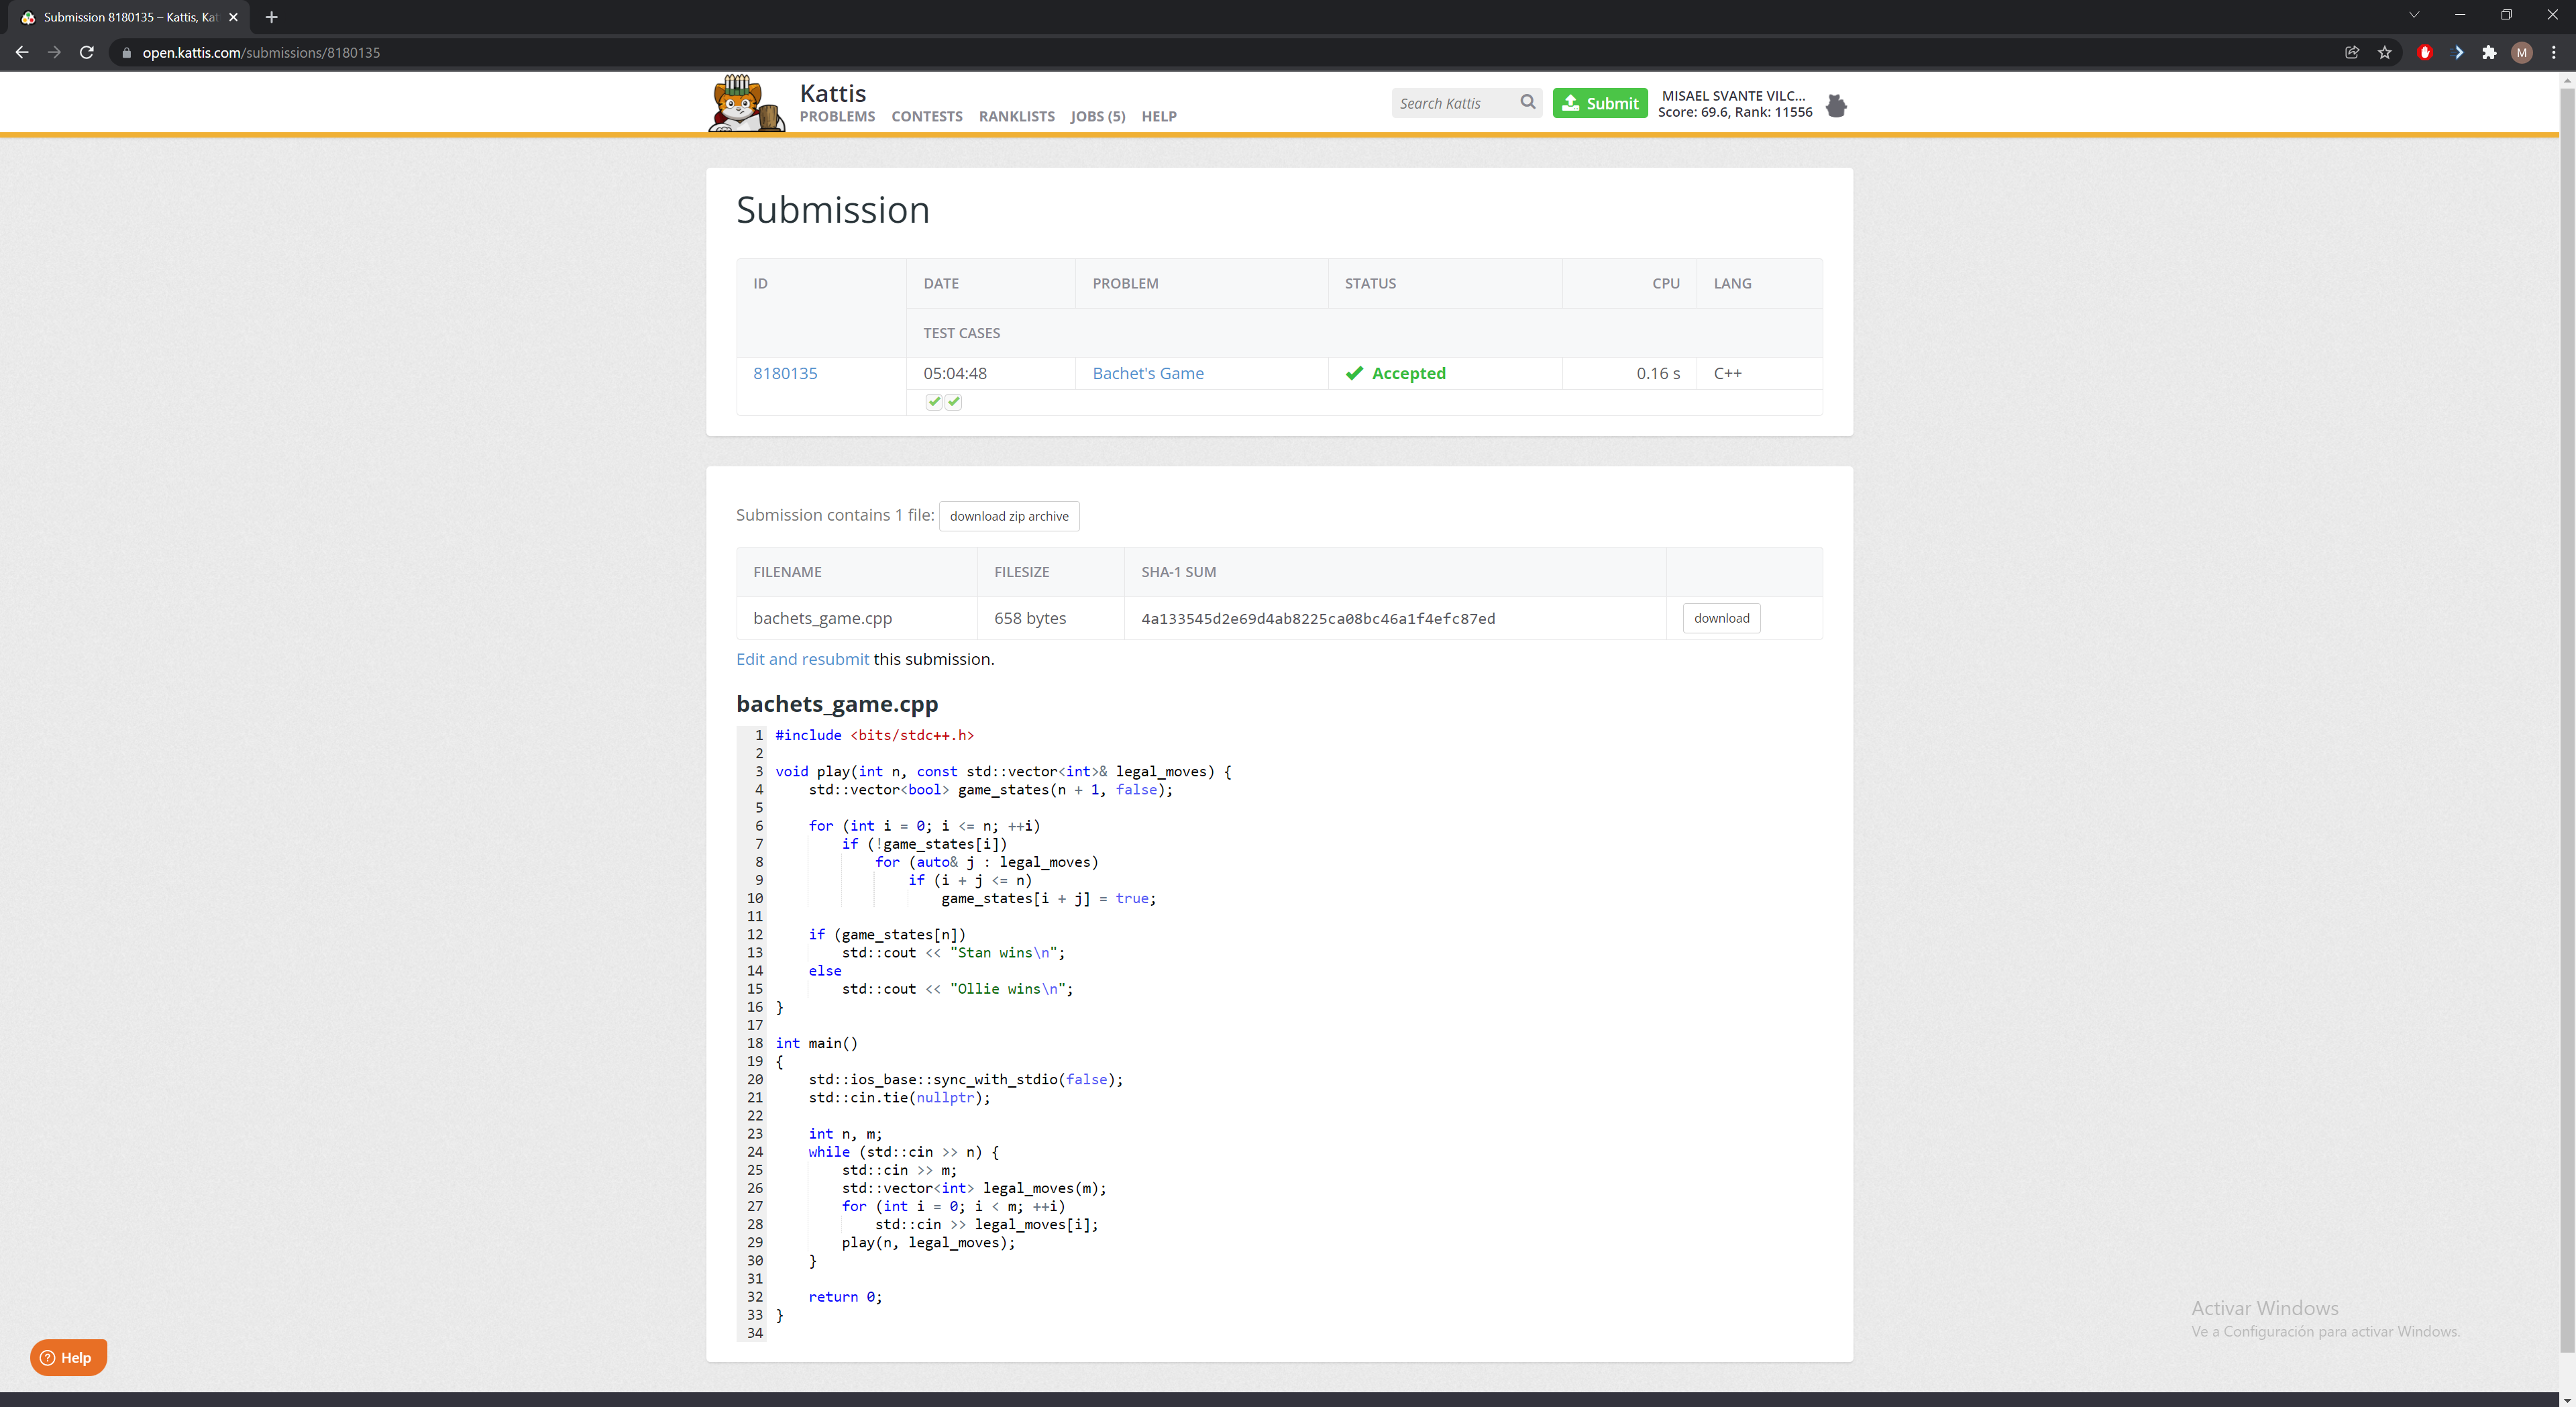 Submission 8180135 – Kattis, Kat
open.kattis.com/submissions/8180135
M
Kattis
PROBLEMS CONTESTS RANKLISTS JOBS (5) HELP
Search Kattis
Submit
MISAEL SVANTE VILC...
Score: 69.6, Rank: 11556
Submission
ID DATE PROBLEM STATUS CPU LANG
TEST CASES
8180135 05:04:48 Bachet's Game Accepted 0.16 s C++
Submission contains 1 file: download zip archive
FILENAME FILESIZE SHA-1 SUM
bachets_game.cpp 658 bytes 4a133545d2e69d4ab8225ca08bc46a1f4efc87ed download
Edit and resubmit this submission.
bachets_game.cpp
1 #include <bits/stdc++.h>
2
3 void play(int n, const std::vector<int>& legal_moves) {
4     std::vector<bool> game_states(n + 1, false);
5
6     for (int i = 0; i <= n; ++i)
7         if (!game_states[i])
8             for (auto& j : legal_moves)
9                 if (i + j <= n)
10                     game_states[i + j] = true;
11
12     if (game_states[n])
13         std::cout << "Stan wins\n";
14     else
15         std::cout << "Ollie wins\n";
16 }
17
18 int main()
19 {
20     std::ios_base::sync_with_stdio(false);
21     std::cin.tie(nullptr);
22
23     int n, m;
24     while (std::cin >> n) {
25         std::cin >> m;
26         std::vector<int> legal_moves(m);
27         for (int i = 0; i < m; ++i)
28             std::cin >> legal_moves[i];
29         play(n, legal_moves);
30     }
31
32     return 0;
33 }
34
Activar Windows
Ve a Configuración para activar Windows.
Help